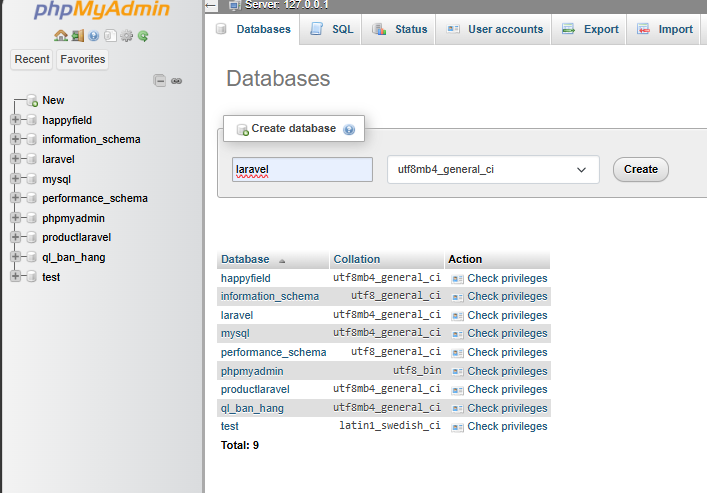 phpMyAdmin
Recent Favorites
New
happyfield
information_schema
laravel
mysql
performance_schema
phpmyadmin
productlaravel
ql_ban_hang
test
Server: 127.0.0.1
Databases SQL Status User accounts Export Import
Databases
Create database
laravel utf8mb4_general_ci Create
Database Collation Action
happyfield utf8mb4_general_ci Check privileges
information_schema utf8_general_ci Check privileges
laravel utf8mb4_general_ci Check privileges
mysql utf8mb4_general_ci Check privileges
performance_schema utf8_general_ci Check privileges
phpmyadmin utf8_bin Check privileges
productlaravel utf8mb4_general_ci Check privileges
ql_ban_hang utf8mb4_general_ci Check privileges
test latin1_swedish_ci Check privileges
Total: 9